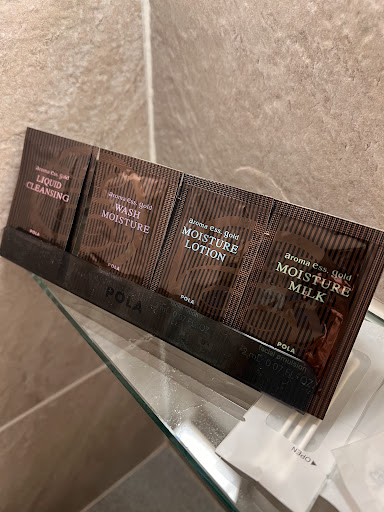 aroma ess. gold
LIQUID
CLEANSING
POLA
aroma ess. gold
WASH
MOISTURE
POLA
aroma ess. gold
MOISTURE
LOTION
POLA
aroma ess. gold
MOISTURE
MILK
POLA
POLA
OPEN